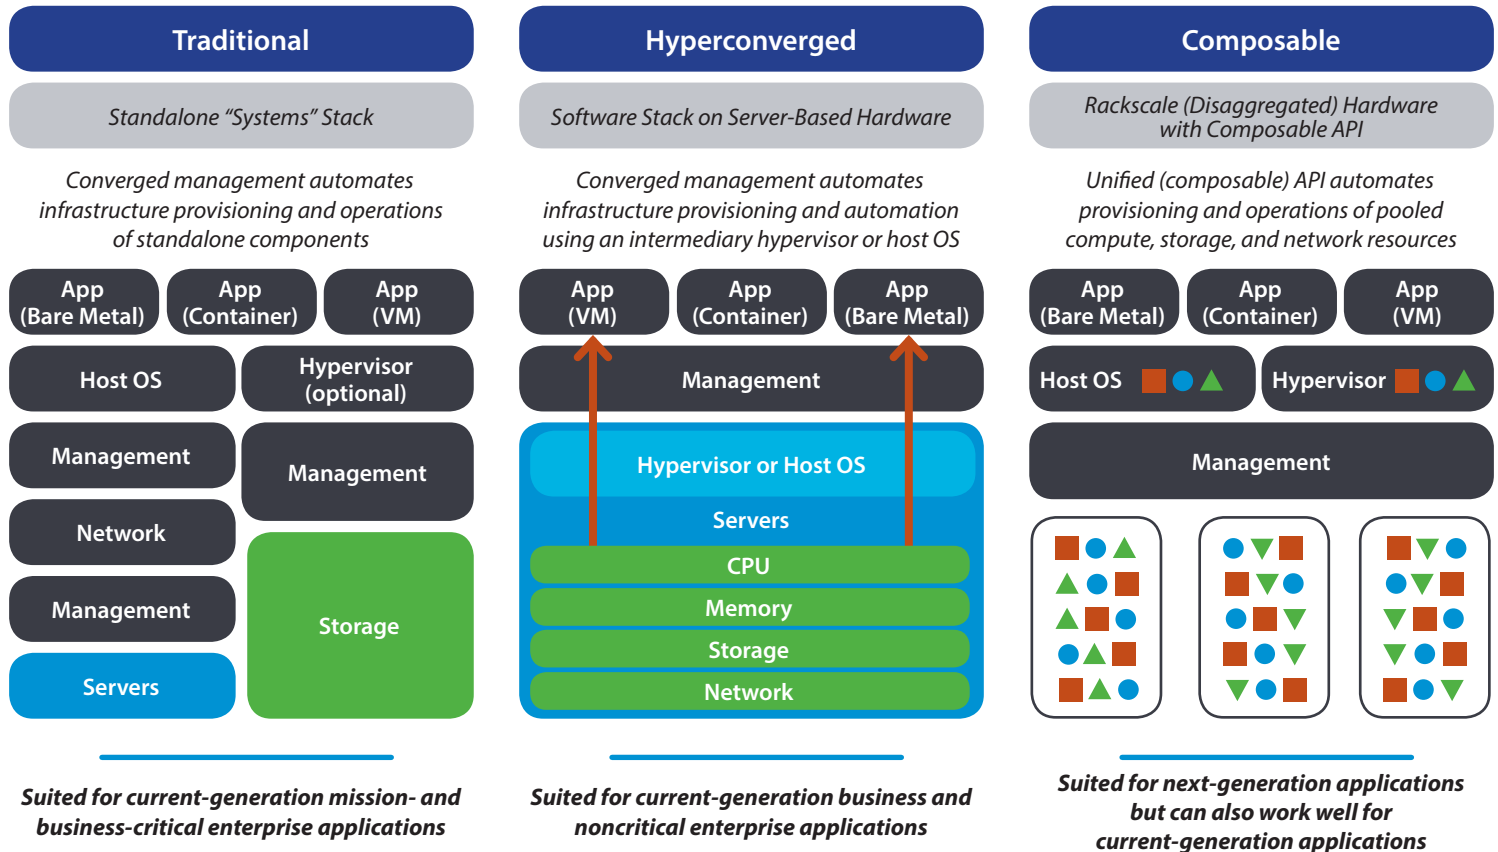 Traditional
Standalone “Systems” Stack
Converged management automates
infrastructure provisioning and operations
of standalone components
App
(Bare Metal)
App
(Container)
App
(VM)
Host OS
Hypervisor
(optional)
Management
Management
Network
Management
Storage
Servers
Suited for current-generation mission- and
business-critical enterprise applications
Hyperconverged
Software Stack on Server-Based Hardware
Converged management automates
infrastructure provisioning and automation
using an intermediary hypervisor or host OS
App
(VM)
App
(Container)
App
(Bare Metal)
Management
Hypervisor or Host OS
Servers
CPU
Memory
Storage
Network
Suited for current-generation business and
noncritical enterprise applications
Composable
Rackscale (Disaggregated) Hardware
with Composable API
Unified (composable) API automates
provisioning and operations of pooled
compute, storage, and network resources
App
(Bare Metal)
App
(Container)
App
(VM)
Host OS
Hypervisor
Management
Suited for next-generation applications
but can also work well for
current-generation applications